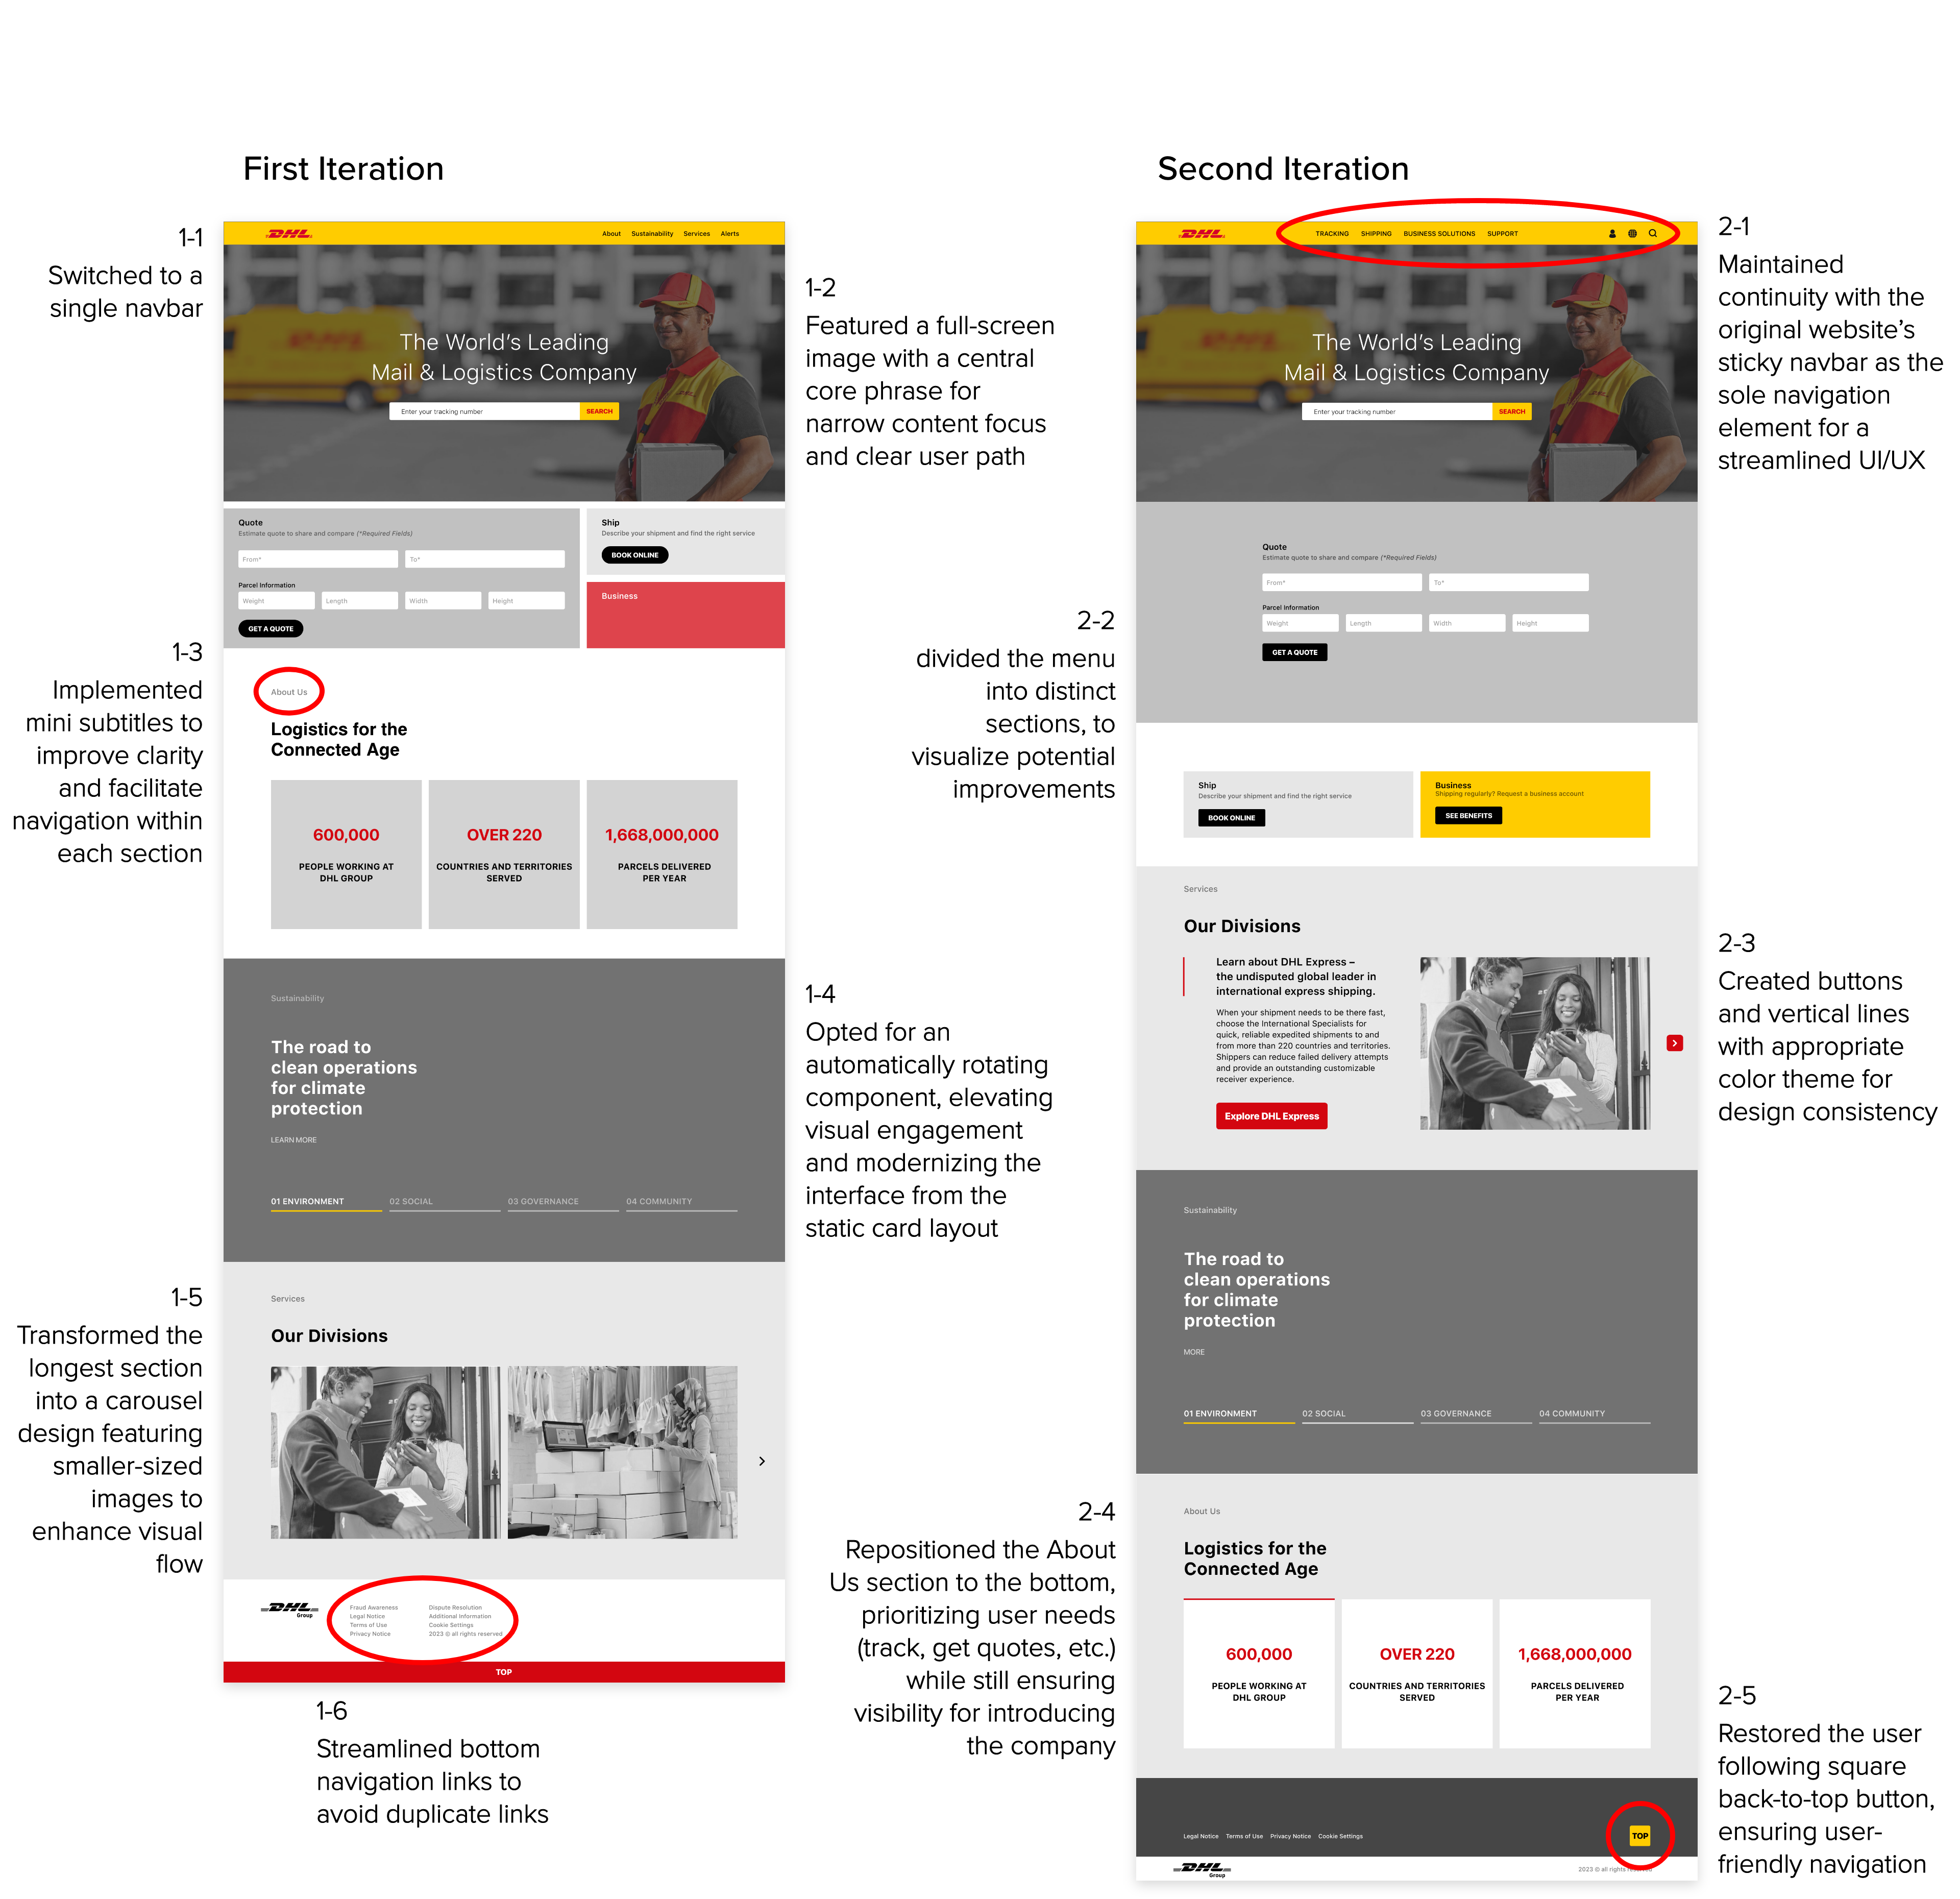 First Iteration
1-1
Switched to a
single navbar
DHL
About Sustainability Services Alerts
The World's Leading
Mail & Logistics Company
Enter your tracking number
SEARCH
1-2
Featured a full-screen
image with a central
core phrase for
narrow content focus
and clear user path
Quote
Estimate quote to share and compare (*Required Fields)
From*
To*
Parcel Information
Weight
Length
Width
Height
GET A QUOTE
Ship
Describe your shipment and find the right service
BOOK ONLINE
Business
1-3
Implemented
mini subtitles to
improve clarity
and facilitate
navigation within
each section
About Us
Logistics for the
Connected Age
600,000
PEOPLE WORKING AT
DHL GROUP
OVER 220
COUNTRIES AND TERRITORIES
SERVED
1,668,000,000
PARCELS DELIVERED
PER YEAR
Sustainability
The road to
clean operations
for climate
protection
LEARN MORE
01 ENVIRONMENT
02 SOCIAL
03 GOVERNANCE
04 COMMUNITY
1-4
Opted for an
automatically rotating
component, elevating
visual engagement
and modernizing the
interface from the
static card layout
1-5
Transformed the
longest section
into a carousel
design featuring
smaller-sized
images to
enhance visual
flow
Services
Our Divisions
DHL
Group
Fraud Awareness
Legal Notice
Terms of Use
Privacy Notice
Dispute Resolution
Additional Information
Cookie Settings
2023 © all rights reserved
TOP
1-6
Streamlined bottom
navigation links to
avoid duplicate links
Second Iteration
DHL
TRACKING SHIPPING BUSINESS SOLUTIONS SUPPORT
The World's Leading
Mail & Logistics Company
Enter your tracking number
SEARCH
2-1
Maintained
continuity with the
original website's
sticky navbar as the
sole navigation
element for a
streamlined UI/UX
Quote
Estimate quote to share and compare (*Required Fields)
From*
To*
Parcel Information
Weight
Length
Width
Height
GET A QUOTE
2-2
divided the menu
into distinct
sections, to
visualize potential
improvements
Ship
Describe your shipment and find the right service
BOOK ONLINE
Business
Shipping regularly? Request a business account
SEE BENEFITS
Services
Our Divisions
Learn about DHL Express –
the undisputed global leader in
international express shipping.
When your shipment needs to be there fast,
choose the International Specialists for
quick, reliable expedited shipments to and
from more than 220 countries and territories.
Shippers can reduce failed delivery attempts
and provide an outstanding customizable
receiver experience.
Explore DHL Express
2-3
Created buttons
and vertical lines
with appropriate
color theme for
design consistency
Sustainability
The road to
clean operations
for climate
protection
MORE
01 ENVIRONMENT
02 SOCIAL
03 GOVERNANCE
04 COMMUNITY
2-4
Repositioned the About
Us section to the bottom,
prioritizing user needs
(track, get quotes, etc.)
while still ensuring
visibility for introducing
the company
About Us
Logistics for the
Connected Age
600,000
PEOPLE WORKING AT
DHL GROUP
OVER 220
COUNTRIES AND TERRITORIES
SERVED
1,668,000,000
PARCELS DELIVERED
PER YEAR
Legal Notice Terms of Use Privacy Notice Cookie Settings
TOP
DHL
Group
2023 © all rights reserved
2-5
Restored the user
following square
back-to-top button,
ensuring user-
friendly navigation